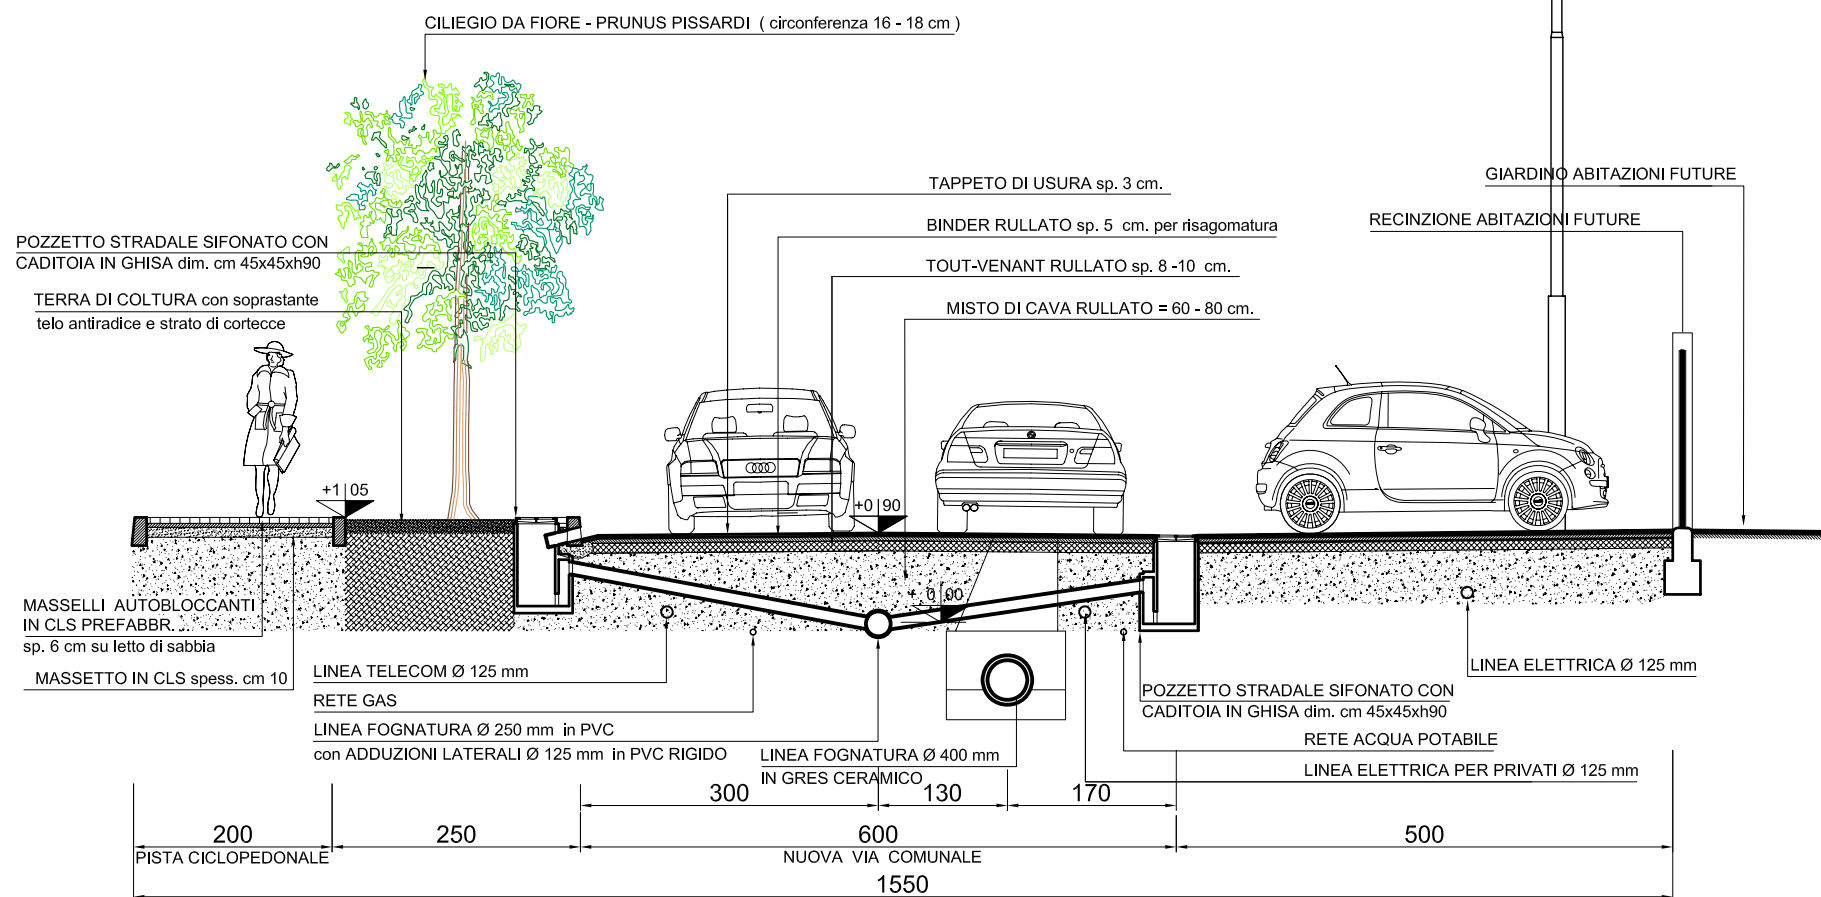 CILIEGIO DA FIORE - PRUNUS PISSARDI ( circonferenza 16 - 18 cm )
TAPPETO DI USURA sp. 3 cm.
GIARDINO ABITAZIONI FUTURE
BINDER RULLATO sp. 5 cm. per risagomatura
RECINZIONE ABITAZIONI FUTURE
POZZETTO STRADALE SIFONATO CON
CADITOIA IN GHISA dim. cm 45x45xh90
TOUT-VENANT RULLATO sp. 8 -10 cm.
TERRA DI COLTURA con soprastante
telo antiradice e strato di cortecce
MISTO DI CAVA RULLATO = 60 - 80 cm.
+1 05
+0 90
+ 0 00
MASSELLI AUTOBLOCCANTI
IN CLS PREFABBR.
sp. 6 cm su letto di sabbia
MASSETTO IN CLS spess. cm 10
LINEA TELECOM Ø 125 mm
RETE GAS
LINEA FOGNATURA Ø 250 mm in PVC
con ADDUZIONI LATERALI Ø 125 mm in PVC RIGIDO
LINEA FOGNATURA Ø 400 mm
IN GRES CERAMICO
LINEA ELETTRICA Ø 125 mm
POZZETTO STRADALE SIFONATO CON
CADITOIA IN GHISA dim. cm 45x45xh90
RETE ACQUA POTABILE
LINEA ELETTRICA PER PRIVATI Ø 125 mm
300 130 170
200 250 600 500
PISTA CICLOPEDONALE
NUOVA VIA COMUNALE
1550